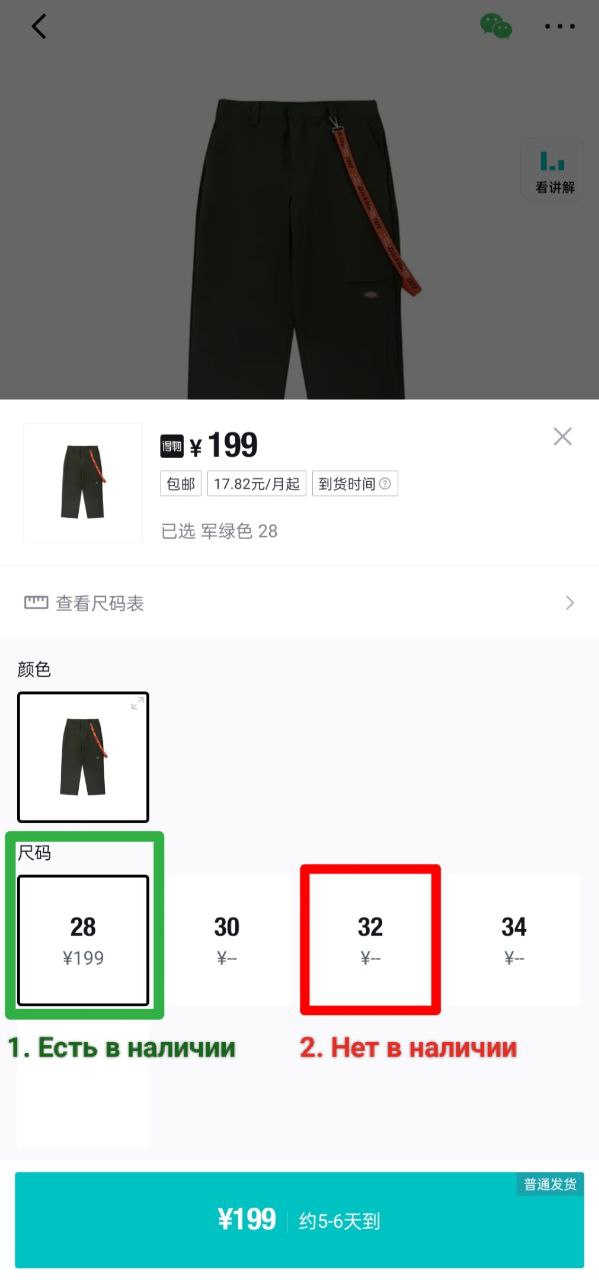 看讲解
得物 ¥199
包邮 17.82元/月起 到货时间
已选 军绿色 28
查看尺码表
颜色
尺码
28 30 32 34
¥199 ¥-- ¥-- ¥--
1. Есть в наличии 2. Нет в наличии
普通发货
¥199 约5-6天到